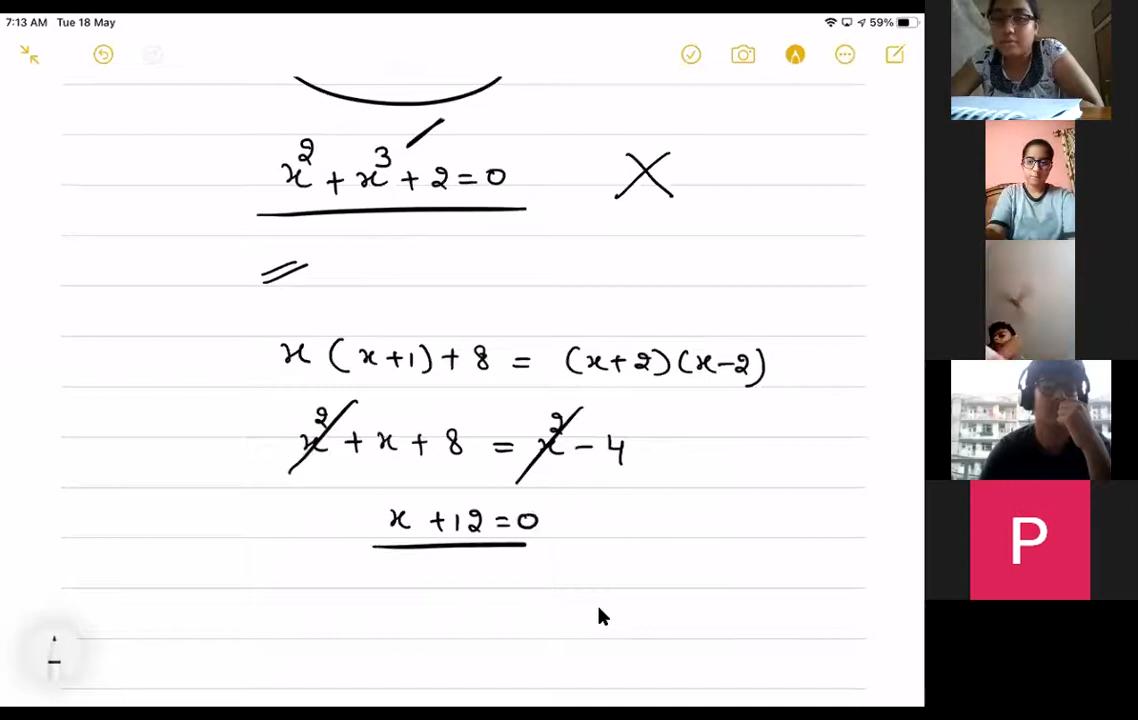 7:13 AM Tue 18 May 59%
x² + x³ + 2 = 0
x (x+1) + 8 = (x+2)(x-2)
x² + x + 8 = x² - 4
x + 12 = 0
P